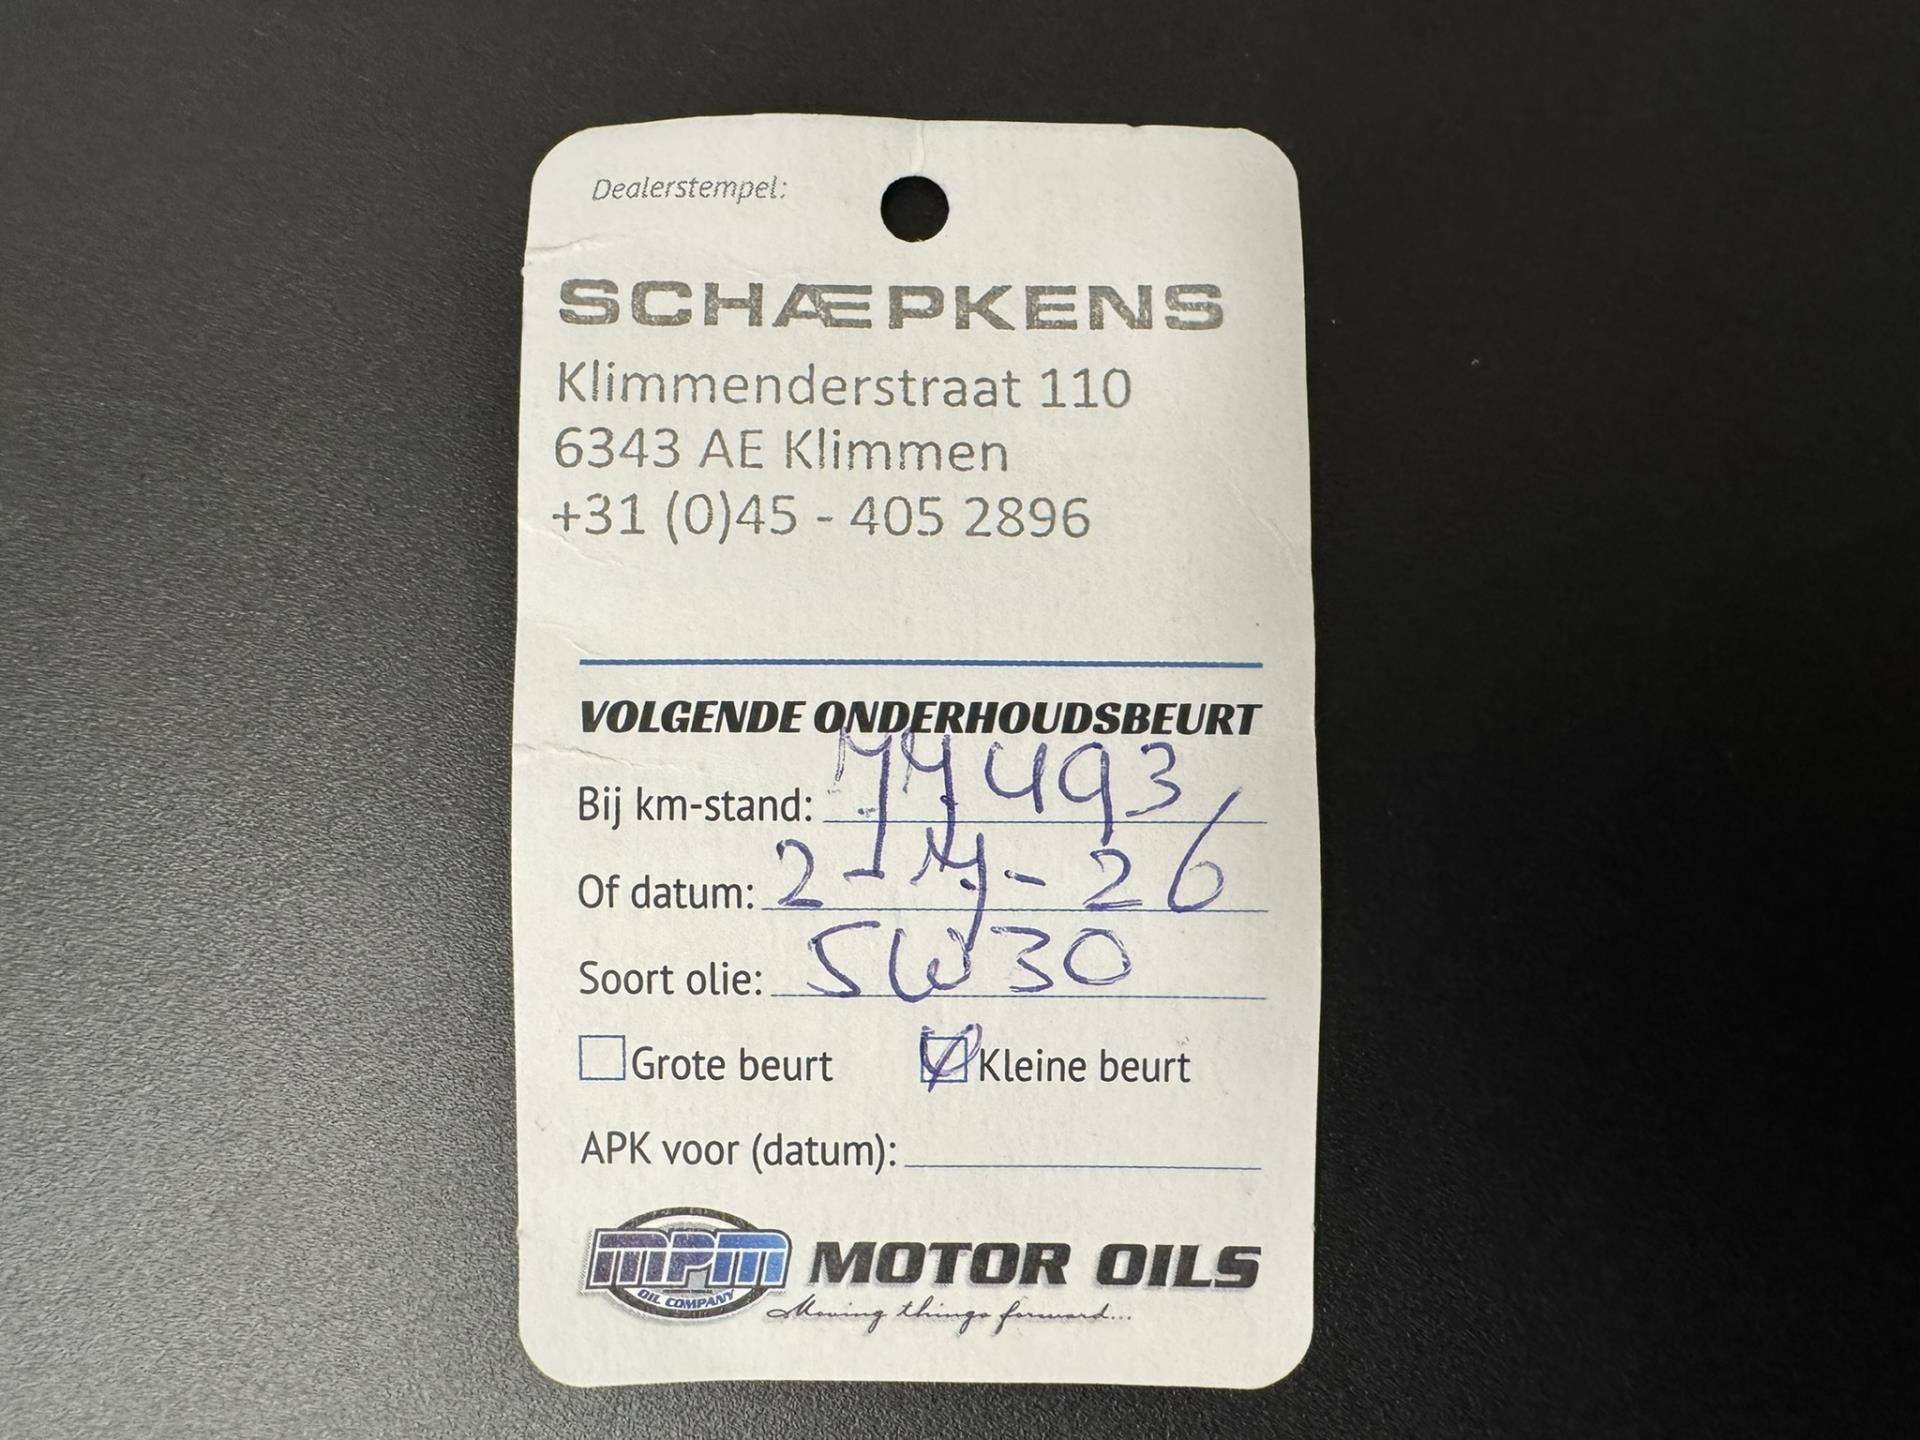 Dealerstempel:
SCHÆPKENS
Klimmenderstraat 110
6343 AE Klimmen
+31 (0)45 - 405 2896
VOLGENDE ONDERHOUDSBEURT
Bij km-stand: 77493
Of datum: 2-7-26
Soort olie: 5W30
Grote beurt Kleine beurt
APK voor (datum):
mpm MOTOR OILS
OIL COMPANY Moving things forward...